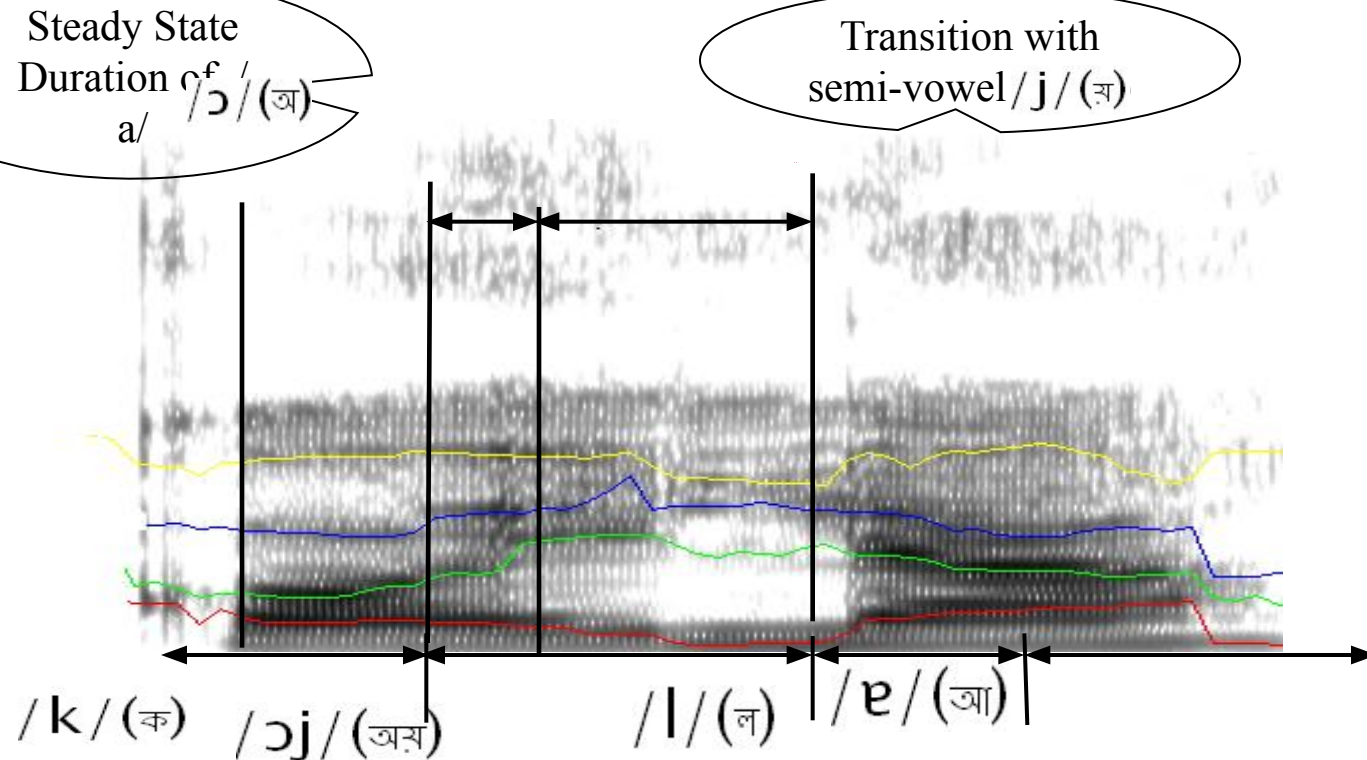 Steady State
Duration of /
a/ /ɔ/(অ)
Transition with
semi-vowel/j/(য়)
/k/(ক)
/ɔj/(অয়)
/l/(ল)
/ɐ/(আ)